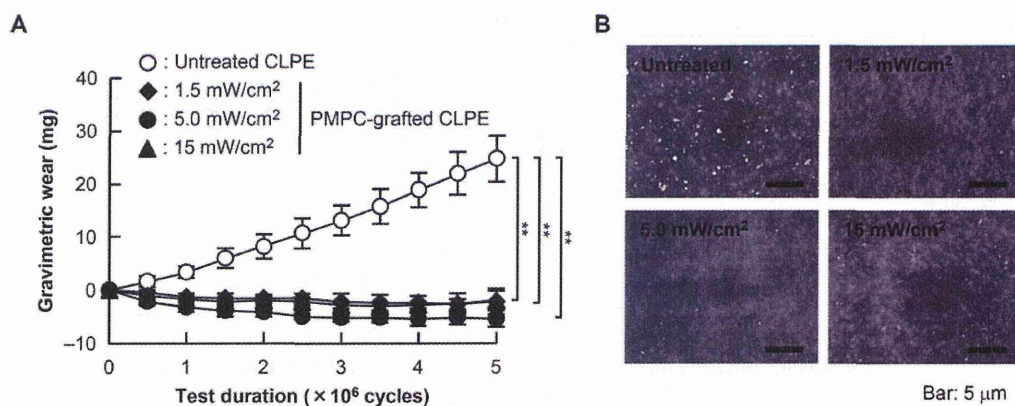 A
○ : Untreated CLPE
◆ : 1.5 mW/cm²
● : 5.0 mW/cm²
▲ : 15 mW/cm²
PMPC-grafted CLPE
Gravimetric wear (mg)
40
30
20
10
0
–10
0 1 2 3 4 5
Test duration (×10⁶ cycles)
**
**
**
B
Untreated
1.5 mW/cm²
5.0 mW/cm²
15 mW/cm²
Bar: 5 μm